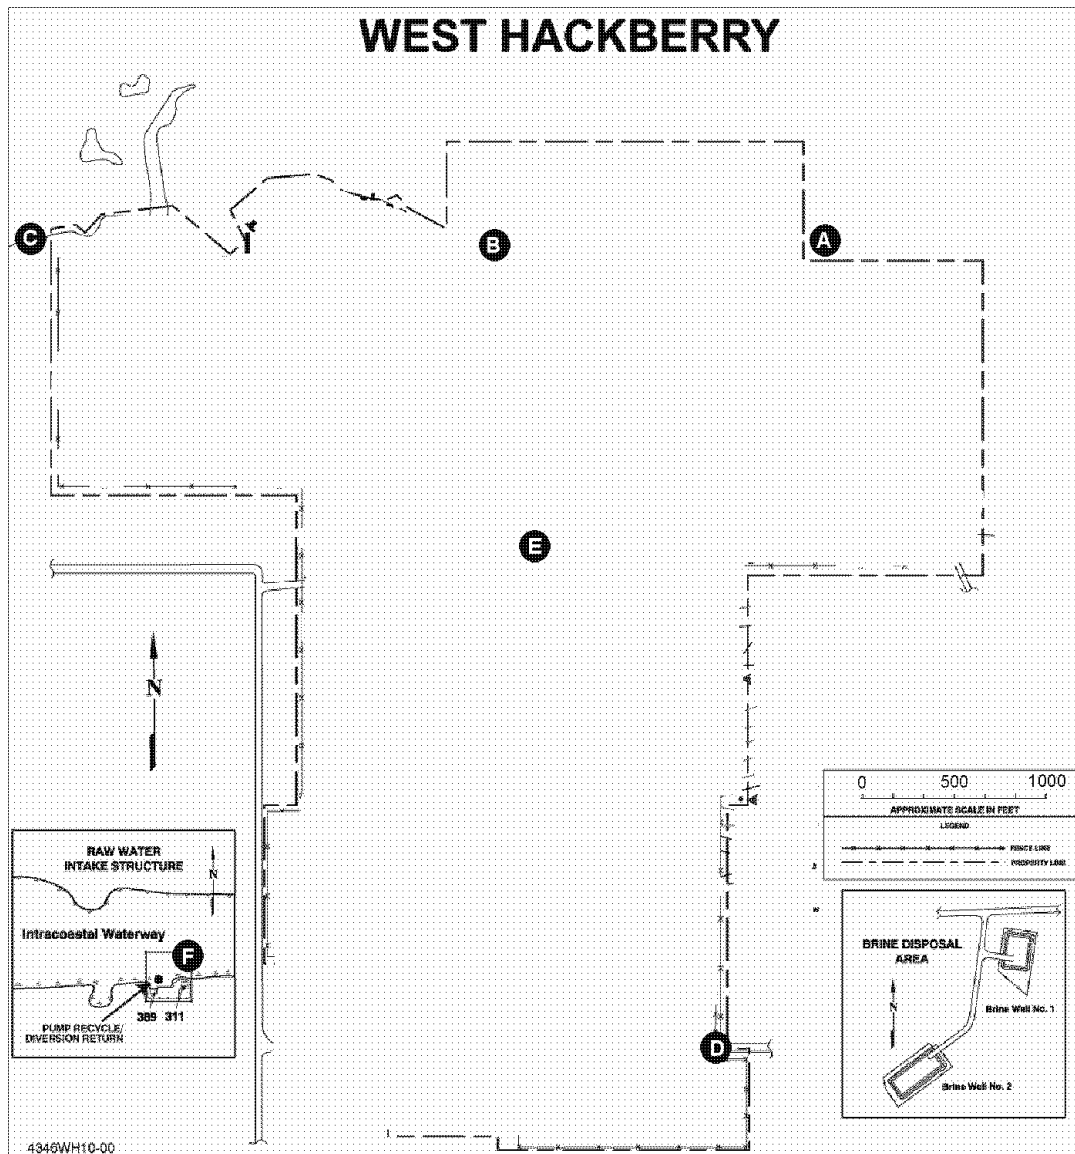 WEST HACKBERRY
C
B
A
E
N
0 500 1000
APPROXIMATE SCALE IN FEET
LEGEND
FENCE LINE
PROPERTY LINE
RAW WATER
INTAKE STRUCTURE
N
Intracoastal Waterway
F
389 311
PUMP RECYCLE/
DIVERSION RETURN
D
BRINE DISPOSAL
AREA
N
Brine Well No. 1
Brine Well No. 2
4346WH10-00